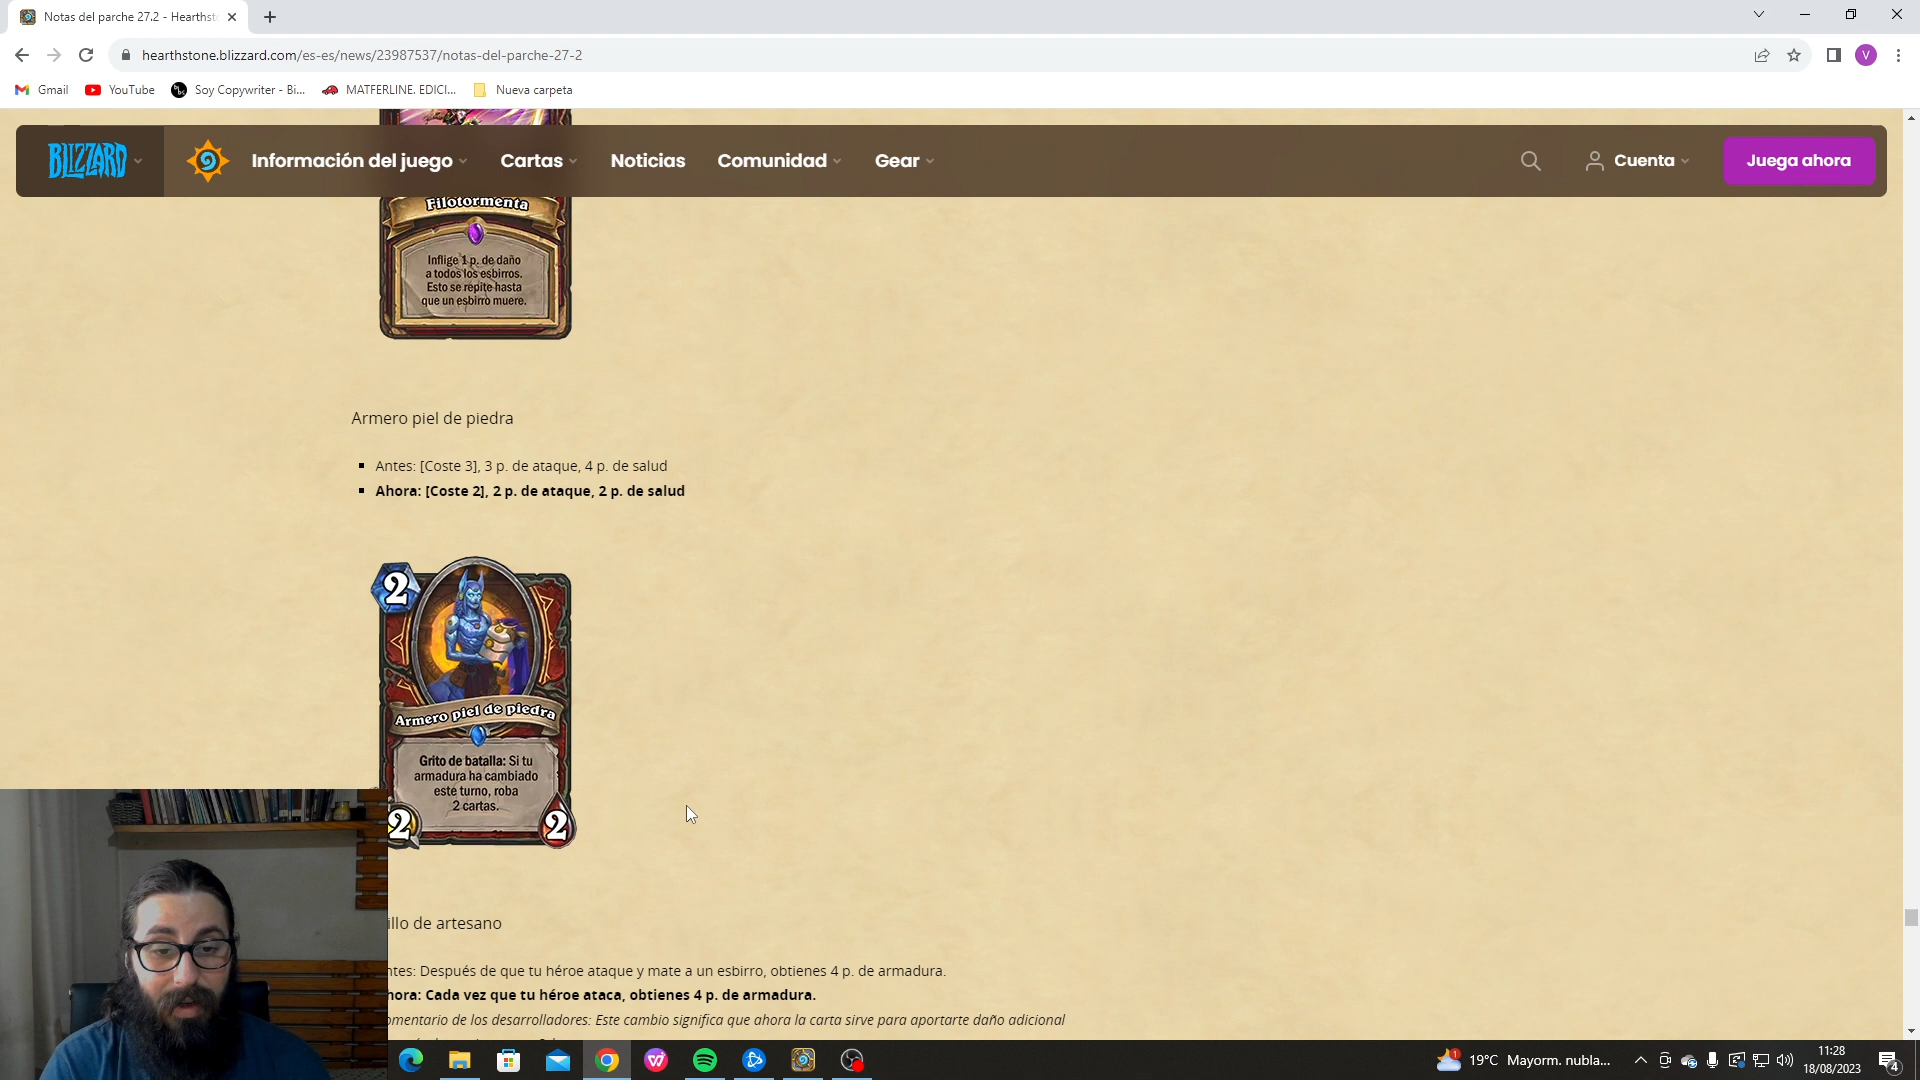 Notas del parche 27.2 - Hearthst
hearthstone.blizzard.com/es-es/news/23987537/notas-del-parche-27-2
V
Gmail YouTube Soy Copywriter - Bi... MATFERLINE. EDICI... Nueva carpeta
BLIZZARD Información del juego Cartas Noticias Comunidad Gear Cuenta Juega ahora
Filotormenta
Inflige 1 p. de daño
a todos los esbirros.
Esto se repite hasta
que un esbirro muere.
Armero piel de piedra
Antes: [Coste 3], 3 p. de ataque, 4 p. de salud
Ahora: [Coste 2], 2 p. de ataque, 2 p. de salud
2
Armero piel de piedra
Grito de batalla: Si tu
armadura ha cambiado
este turno, roba
2 cartas.
2 2
illo de artesano
ntes: Después de que tu héroe ataque y mate a un esbirro, obtienes 4 p. de armadura.
hora: Cada vez que tu héroe ataca, obtienes 4 p. de armadura.
omentario de los desarrolladores: Este cambio significa que ahora la carta sirve para aportarte daño adicional
1 19°C Mayorm. nubla... 11:28
18/08/2023 4